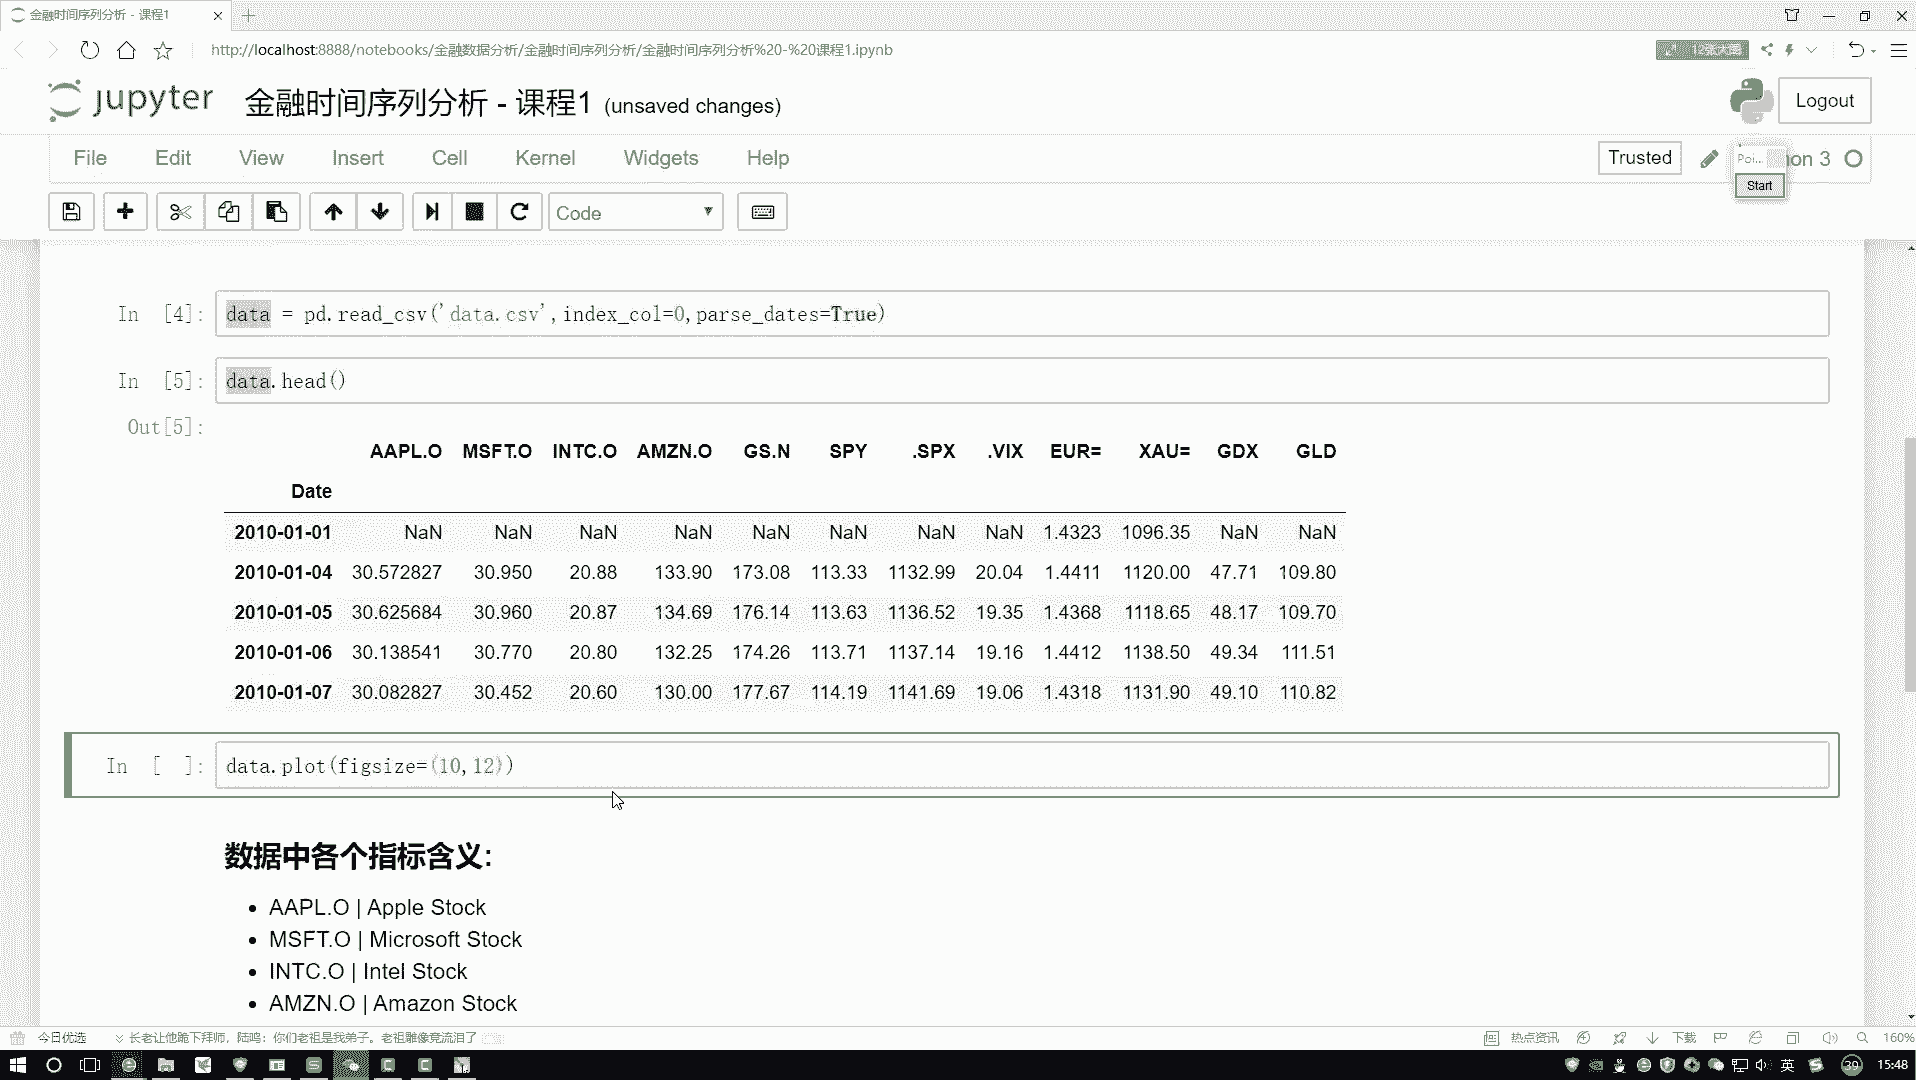 金融时间序列分析 - 课程1
http://localhost:8888/notebooks/金融数据分析/金融时间序列分析/金融时间序列分析%20-%20课程1.ipynb
12张大图
jupyter 金融时间序列分析 - 课程1 (unsaved changes)
Logout
File Edit View Insert Cell Kernel Widgets Help
Trusted
Poi... on 3
Start
Code
In [4]: data = pd.read_csv('data.csv',index_col=0,parse_dates=True)
In [5]: data.head()
Out[5]:
AAPL.O MSFT.O INTC.O AMZN.O GS.N SPY .SPX .VIX EUR= XAU= GDX GLD
Date
2010-01-01 NaN NaN NaN NaN NaN NaN NaN NaN 1.4323 1096.35 NaN NaN
2010-01-04 30.572827 30.950 20.88 133.90 173.08 113.33 1132.99 20.04 1.4411 1120.00 47.71 109.80
2010-01-05 30.625684 30.960 20.87 134.69 176.14 113.63 1136.52 19.35 1.4368 1118.65 48.17 109.70
2010-01-06 30.138541 30.770 20.80 132.25 174.26 113.71 1137.14 19.16 1.4412 1138.50 49.34 111.51
2010-01-07 30.082827 30.452 20.60 130.00 177.67 114.19 1141.69 19.06 1.4318 1131.90 49.10 110.82
In [ ]: data.plot(figsize=(10,12))
数据中各个指标含义:
AAPL.O | Apple Stock
MSFT.O | Microsoft Stock
INTC.O | Intel Stock
AMZN.O | Amazon Stock
今日优选 长老让他跪下拜师，陆鸣：你们老祖是我弟子。老祖雕像竟流泪了
热点资讯 下载 160%
英 39 15:48